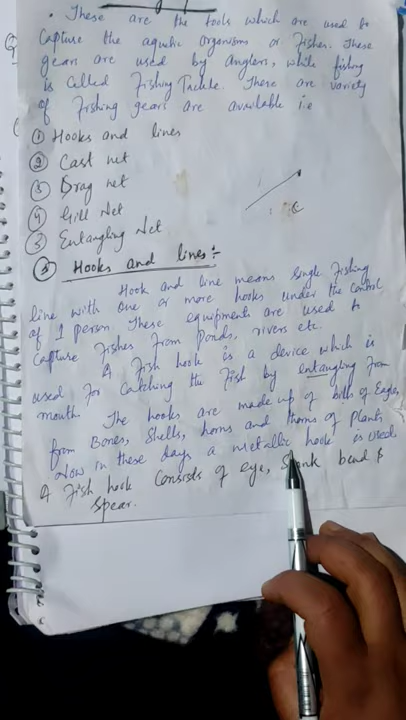 • These are the tools which are used to
capture the aquatic organisms or Fishes. These
gears are used by anglers, while fishing
is called Fishing Tackle. There are variety
of Fishing gears are available i.e
① Hooks and lines
② Cast net
③ Drag net
④ Gill Net
⑤ Entangling Net
Hooks and lines:-
Hook and line means single Fishing
line with one or more hooks under the control
of 1 person. These equipments are used to
capture Fishes From Ponds, rivers etc.
A Fish hook is a device which is
used For catching the Fish by entangling From
mouth. The hooks are made up of bills of Eagles,
From Bones, Shells, horns and thorns of Plants
Now in these days a metallic hook is used
A Fish hook Consists of eye, bend &
Spear.